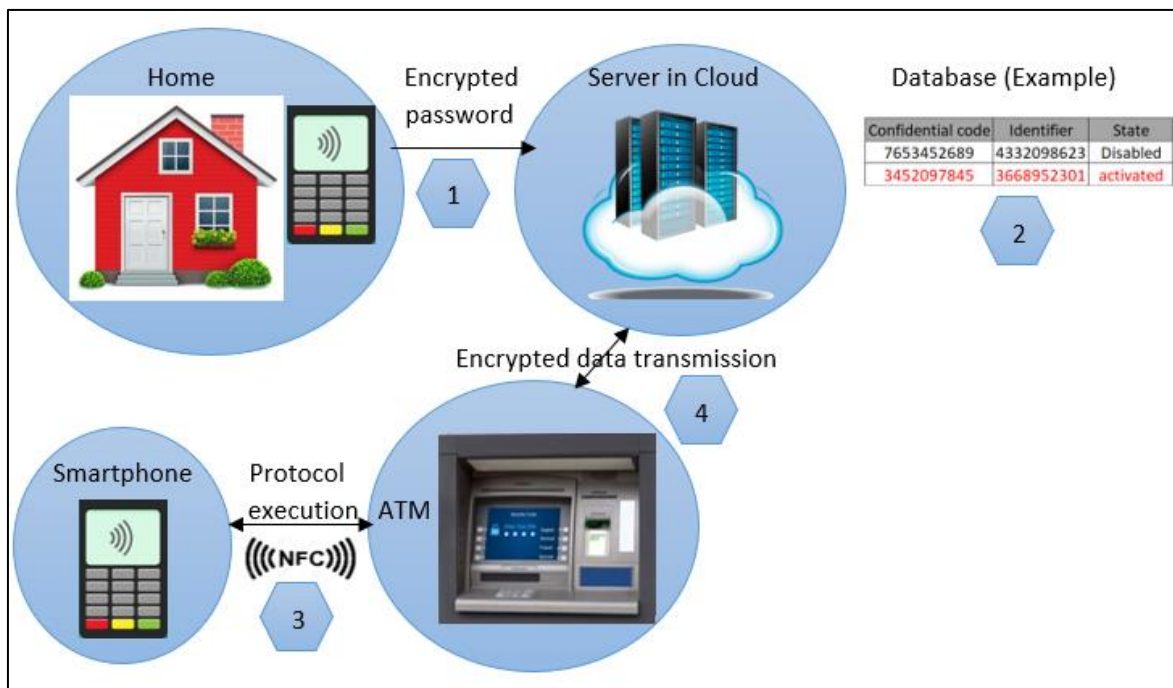 Home
Encrypted
password
1
Server in Cloud
Database (Example)
Confidential code Identifier State
7653452689 4332098623 Disabled
3452097845 3668952301 activated
2
Encrypted data transmission
4
Smartphone
Protocol
execution
(((NFC)))
3
ATM